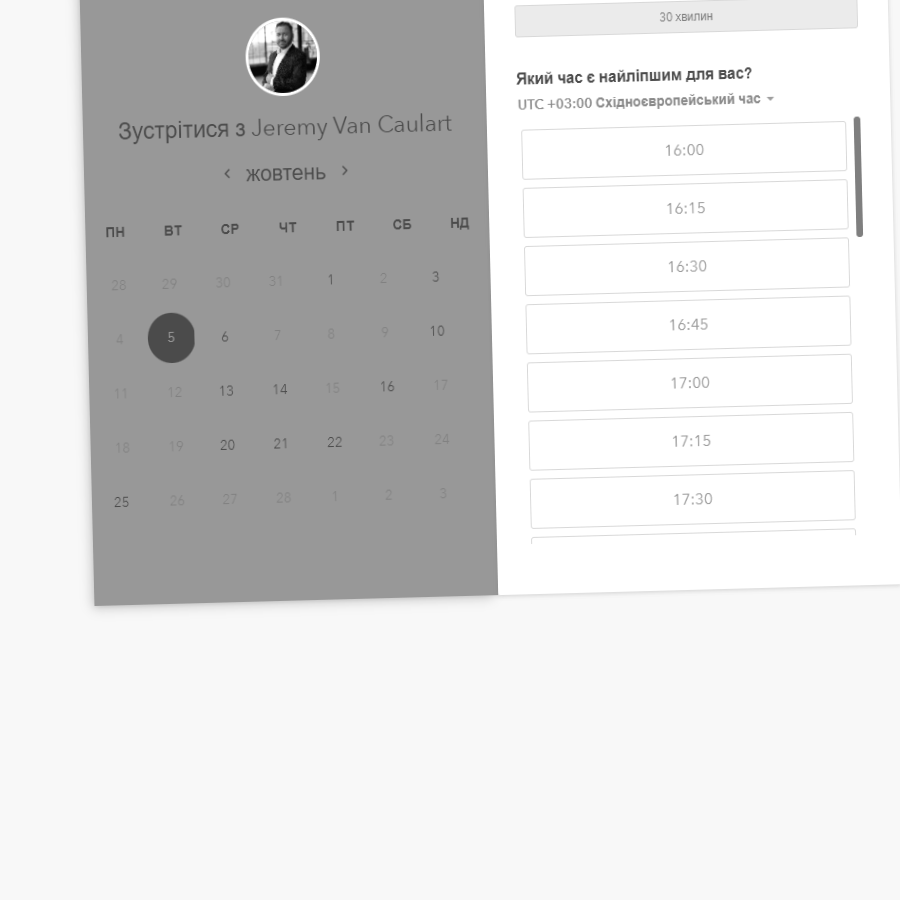 Зустрітися з Jeremy Van Caulart
‹ жовтень ›
ПН ВТ СР ЧТ ПТ СБ НД
28 29 30 31 1 2 3
4 5 6 7 8 9 10
11 12 13 14 15 16 17
18 19 20 21 22 23 24
25 26 27 28 1 2 3
30 хвилин
Який час є найліпшим для вас?
UTC +03:00 Східноєвропейський час
16:00
16:15
16:30
16:45
17:00
17:15
17:30